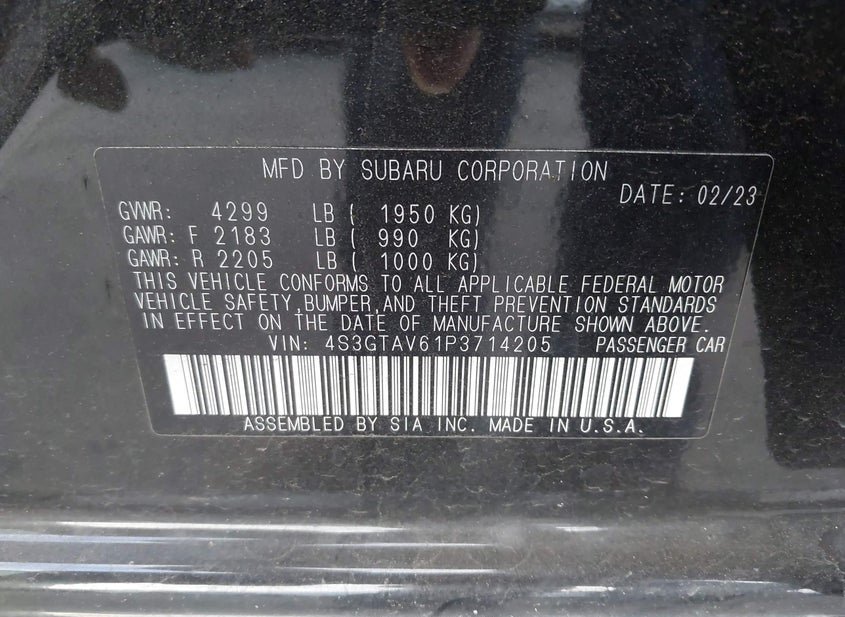 MFD BY SUBARU CORPORATION
DATE: 02/23
GVWR: 4299 LB ( 1950 KG)
GAWR: F 2183 LB ( 990 KG)
GAWR: R 2205 LB ( 1000 KG)
THIS VEHICLE CONFORMS TO ALL APPLICABLE FEDERAL MOTOR
VEHICLE SAFETY,BUMPER,AND THEFT PREVENTION STANDARDS
IN EFFECT ON THE DATE OF MANUFACTURE SHOWN ABOVE.
VIN: 4S3GTAV61P3714205 PASSENGER CAR
ASSEMBLED BY SIA INC. MADE IN U.S.A.